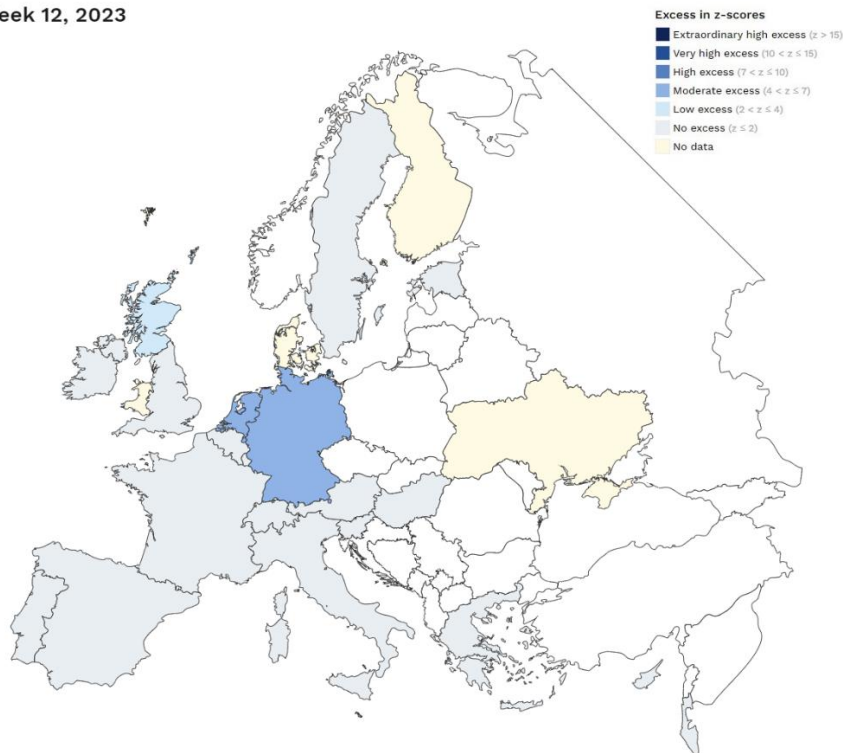 eek 12, 2023
Excess in z-scores
Extraordinary high excess (z > 15)
Very high excess (10 < z ≤ 15)
High excess (7 < z ≤ 10)
Moderate excess (4 < z ≤ 7)
Low excess (2 < z ≤ 4)
No excess (z ≤ 2)
No data